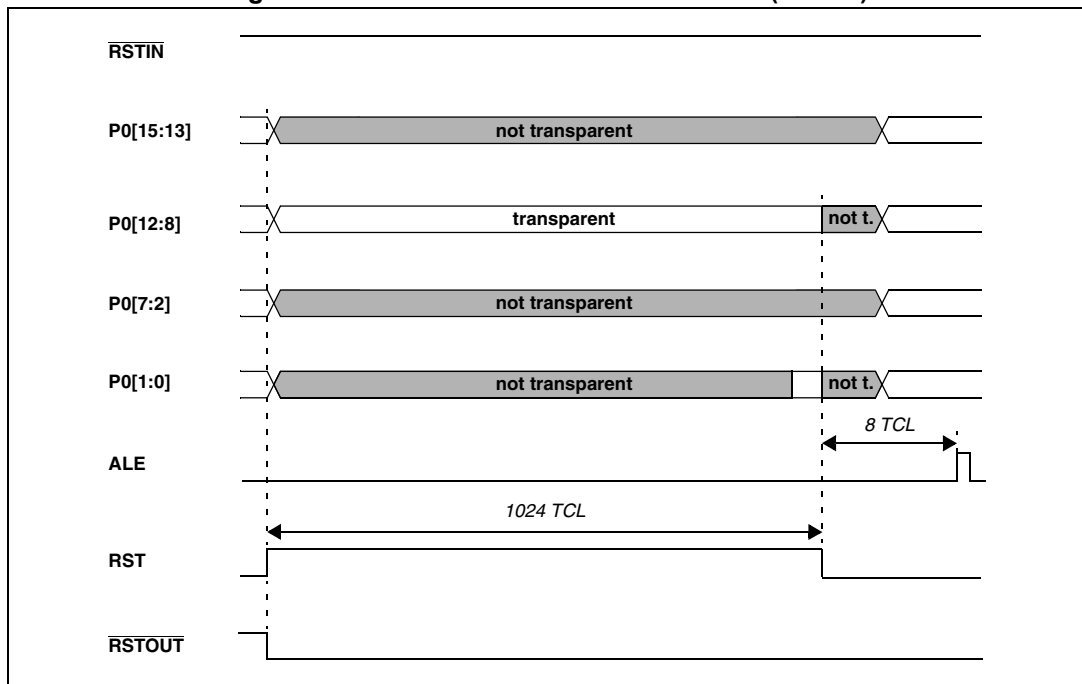 RSTIN
P0[15:13]
not transparent
P0[12:8]
transparent
not t.
P0[7:2]
not transparent
P0[1:0]
not transparent
not t.
8 TCL
ALE
1024 TCL
RST
RSTOUT